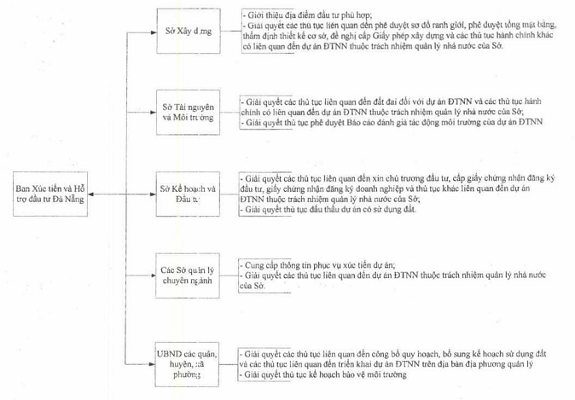 Sở Xây dựng
- Giới thiệu địa điểm đầu tư phù hợp;
- Giải quyết các thủ tục liên quan đến phê duyệt sơ đồ ranh giới, phê duyệt tổng mặt bằng,
thẩm định thiết kế cơ sở, đề nghị cấp Giấy phép xây dựng và các thủ tục hành chính khác
có liên quan đến dự án ĐTNN thuộc trách nhiệm quản lý nhà nước của Sở.
Sở Tài nguyên
và Môi trường
- Giải quyết các thủ tục liên quan đến đất đai đối với dự án ĐTNN và các thủ tục hành
chính có liên quan đến dự án ĐTNN thuộc trách nhiệm quản lý nhà nước của Sở;
- Giải quyết thủ tục phê duyệt Báo cáo đánh giá tác động môi trường của dự án ĐTNN
Ban Xúc tiến và Hỗ
trợ đầu tư Đà Nẵng
Sở Kế hoạch và
Đầu tư
- Giải quyết các thủ tục liên quan đến xin chủ trương đầu tư, cấp giấy chứng nhận đăng ký
đầu tư, giấy chứng nhận đăng ký doanh nghiệp và thủ tục khác liên quan đến dự án
ĐTNN thuộc trách nhiệm quản lý nhà nước của Sở;
- Giải quyết thủ tục đấu thầu dự án có sử dụng đất.
Các Sở quản lý
chuyên ngành
- Cung cấp thông tin phục vụ xúc tiến dự án;
- Giải quyết các thủ tục liên quan đến dự án ĐTNN thuộc trách nhiệm quản lý nhà nước
của Sở.
UBND các quận,
huyện, xã
phường
- Giải quyết các thủ tục liên quan đến công bố quy hoạch, bổ sung kế hoạch sử dụng đất
và các thủ tục liên quan đến triển khai dự án ĐTNN trên địa bàn địa phương quản lý
- Giải quyết thủ tục kế hoạch bảo vệ môi trường